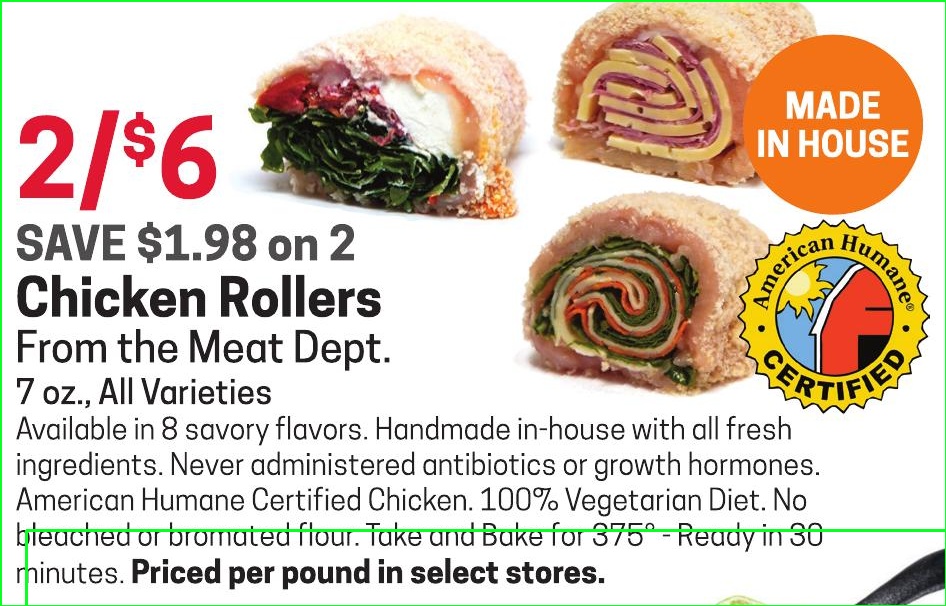 2/$6
SAVE $1.98 on 2
Chicken Rollers
From the Meat Dept.
7 oz., All Varieties
Available in 8 savory flavors. Handmade in-house with all fresh
ingredients. Never administered antibiotics or growth hormones.
American Humane Certified Chicken. 100% Vegetarian Diet. No
bleached or bromated flour. Take and Bake for 375° - Ready in 30
minutes. Priced per pound in select stores.
MADE
IN HOUSE
American Humane®
CERTIFIED